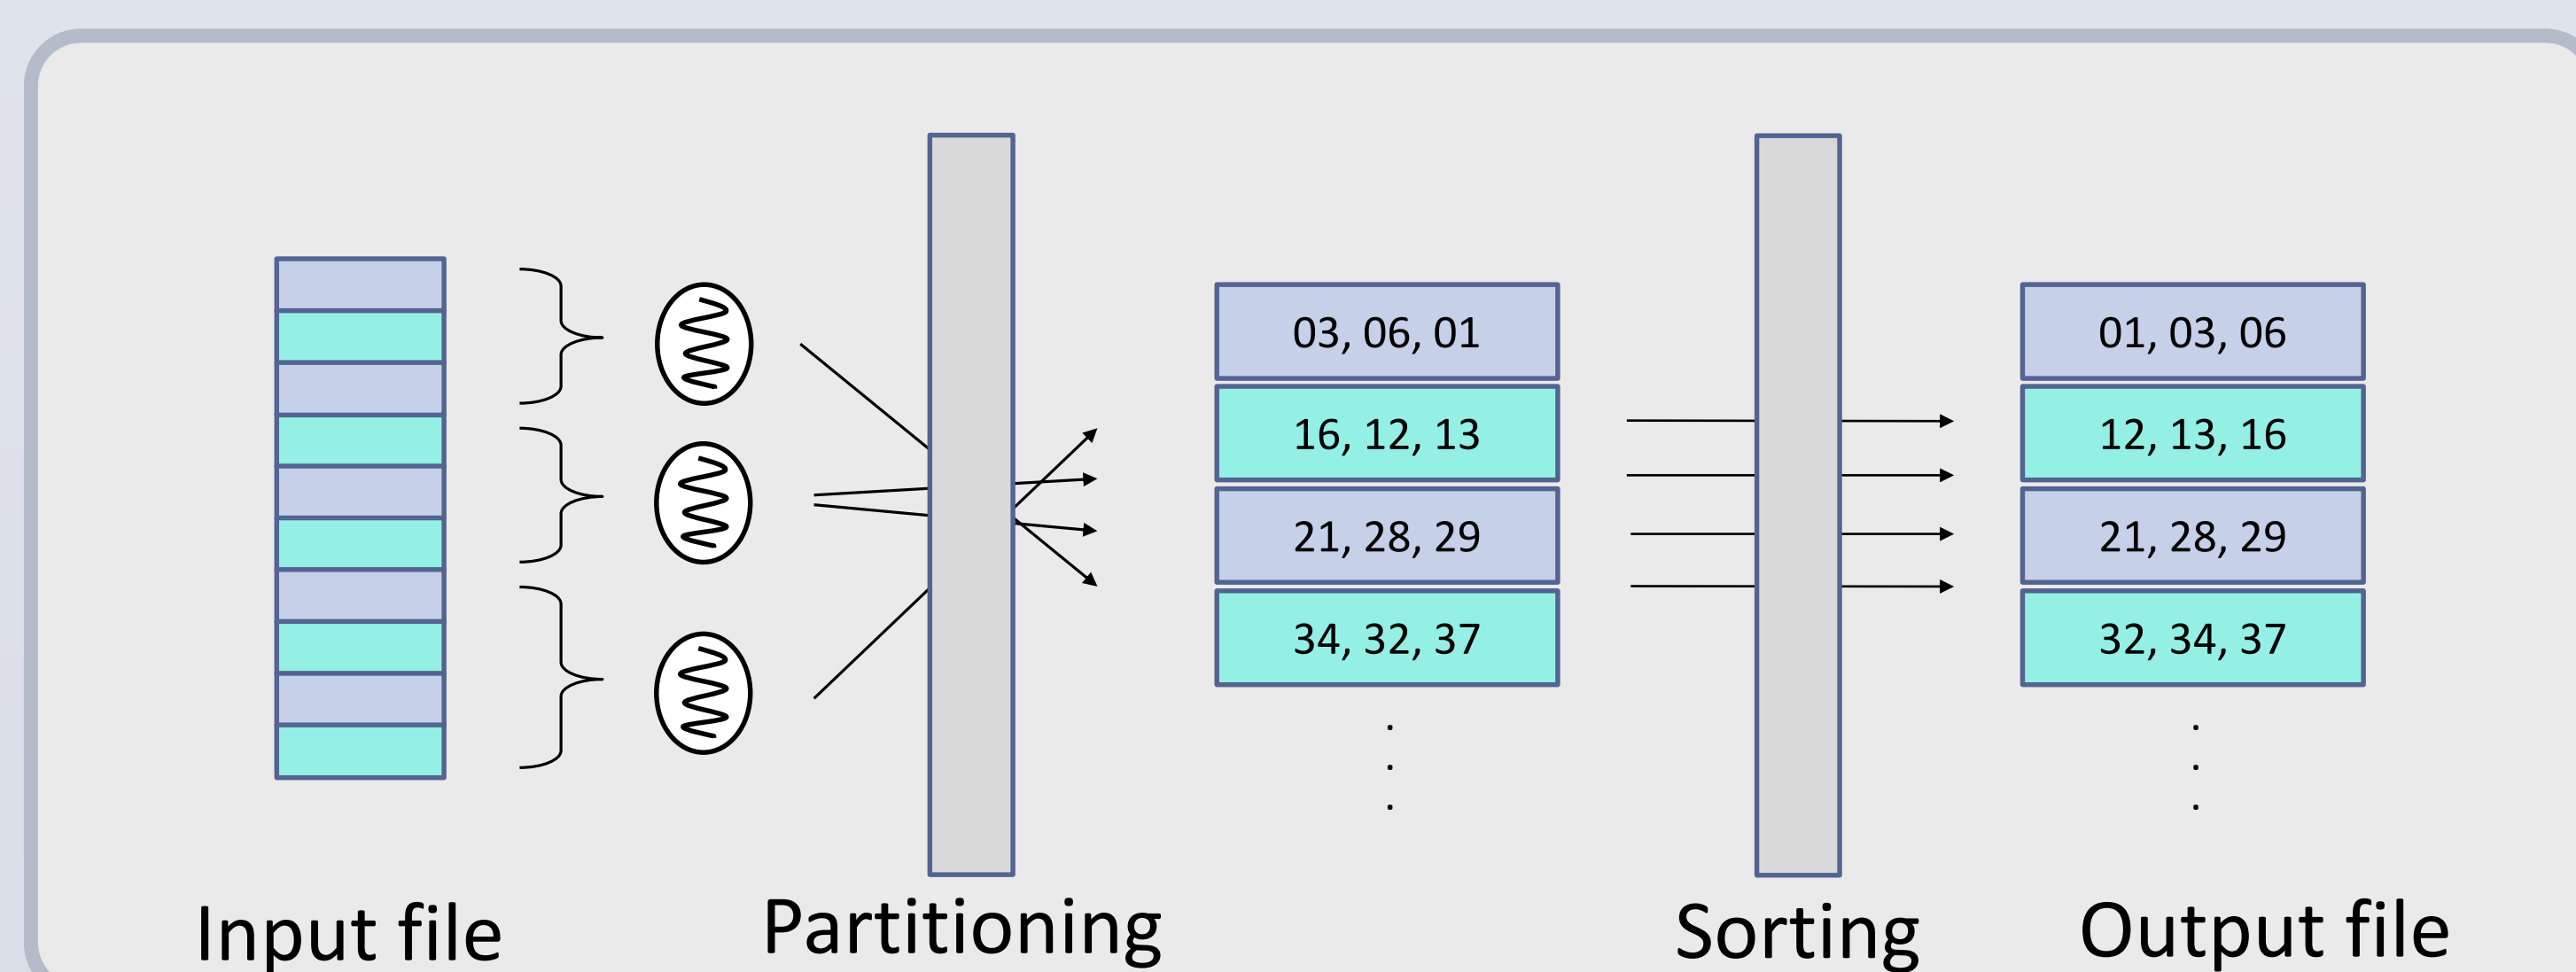 03, 06, 01
16, 12, 13
21, 28, 29
34, 32, 37
.
.
.
01, 03, 06
12, 13, 16
21, 28, 29
32, 34, 37
.
.
.
Input file
Partitioning
Sorting
Output file